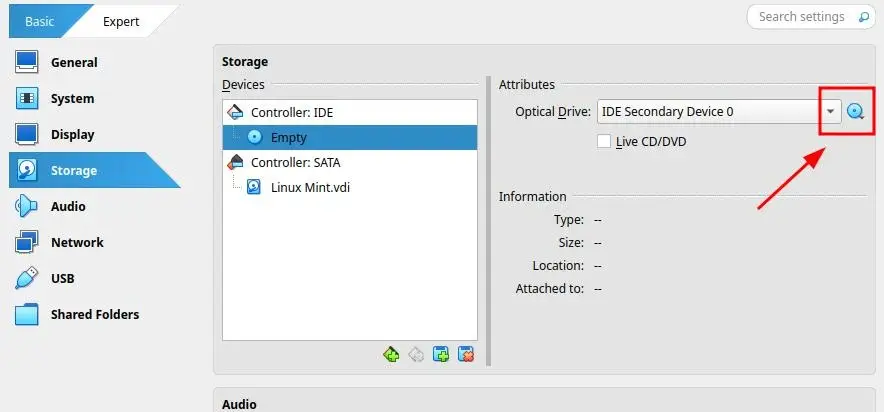 Basic
Expert
Search settings
General
System
Display
Storage
Audio
Network
USB
Shared Folders
Storage
Devices
Controller: IDE
Empty
Controller: SATA
Linux Mint.vdi
Attributes
Optical Drive: IDE Secondary Device 0
Live CD/DVD
Information
Type: --
Size: --
Location: --
Attached to: --
Audio